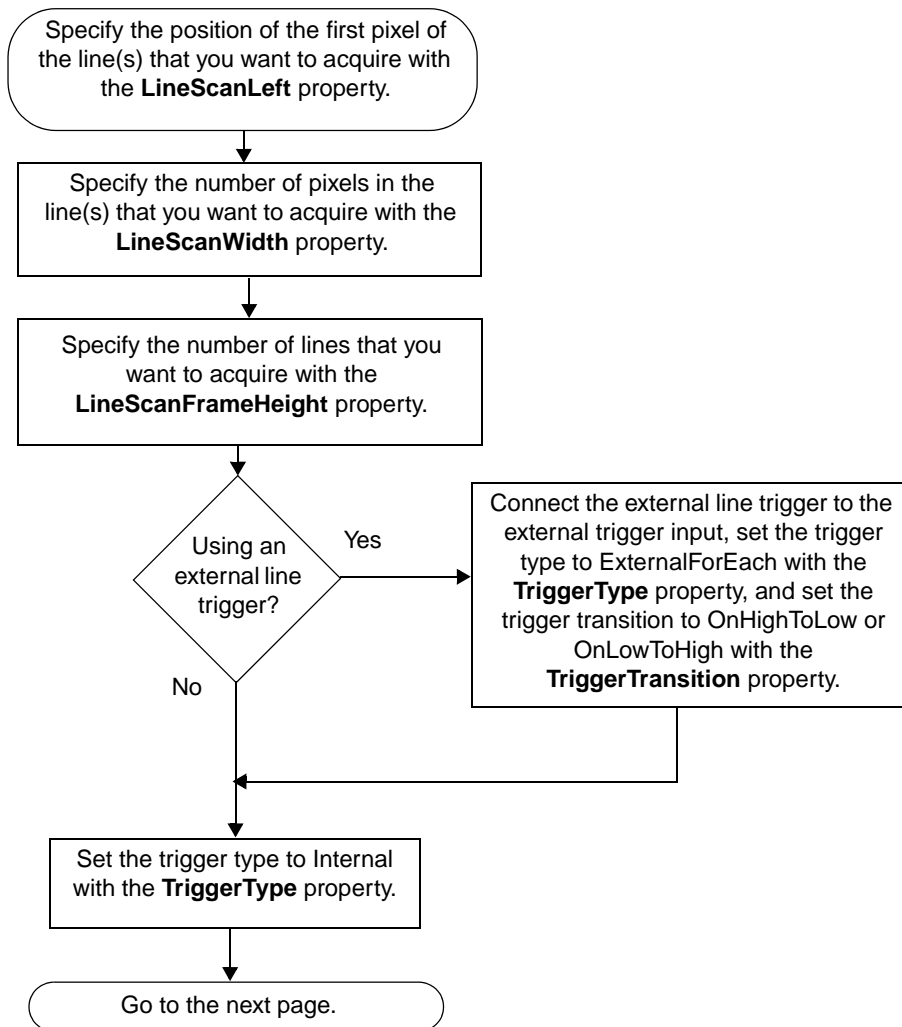 Specify the position of the first pixel of
the line(s) that you want to acquire with
the LineScanLeft property.
Specify the number of pixels in the
line(s) that you want to acquire with the
LineScanWidth property.
Specify the number of lines that you
want to acquire with the
LineScanFrameHeight property.
Using an
external line
trigger?
Yes
Connect the external line trigger to the
external trigger input, set the trigger
type to ExternalForEach with the
TriggerType property, and set the
trigger transition to OnHighToLow or
OnLowToHigh with the
TriggerTransition property.
No
Set the trigger type to Internal
with the TriggerType property.
Go to the next page.